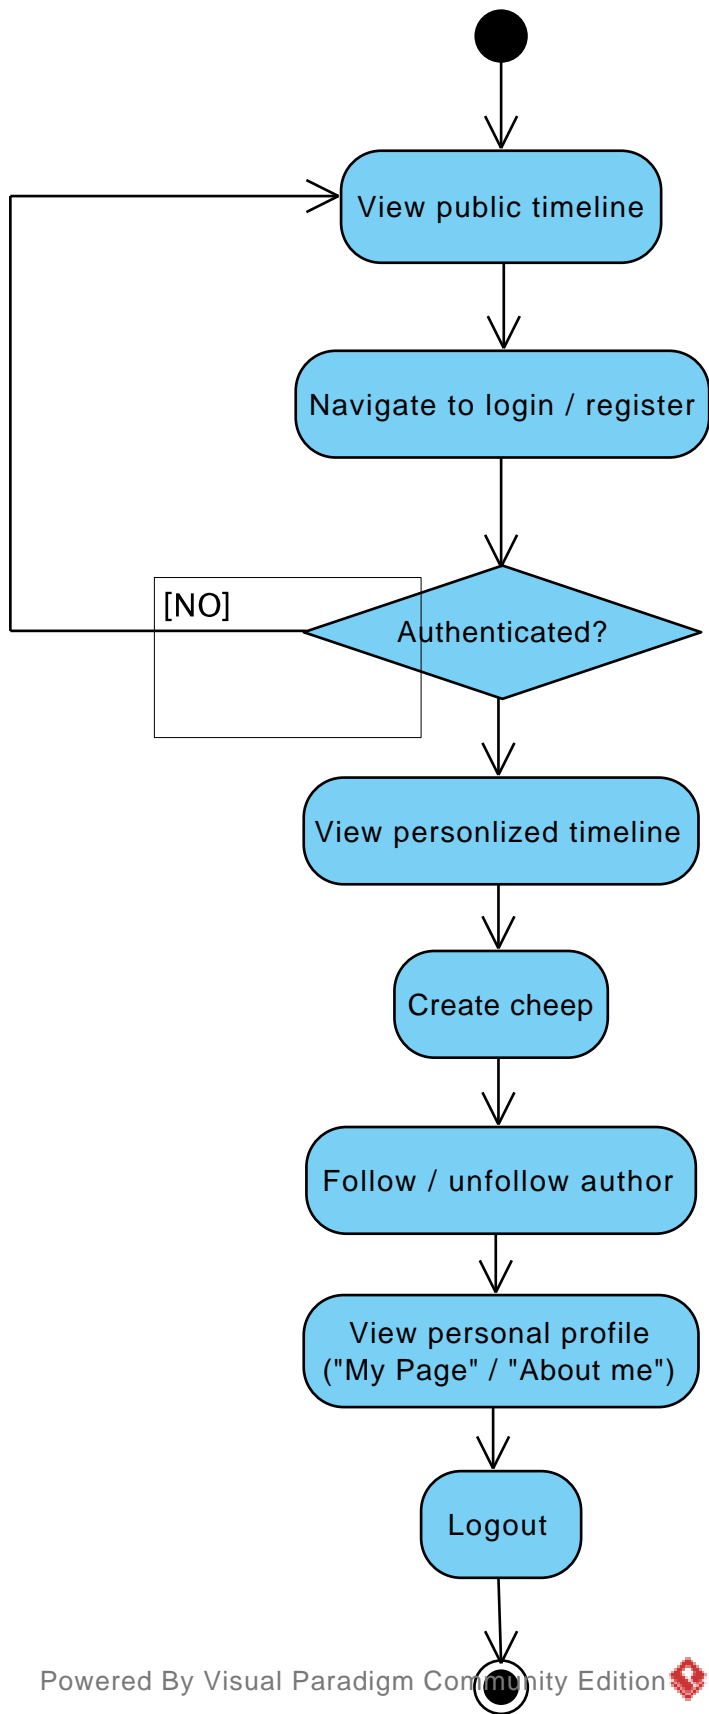 View public timeline
Navigate to login / register
[NO]
Authenticated?
View personlized timeline
Create cheep
Follow / unfollow author
View personal profile
("My Page" / "About me")
Logout
Powered By Visual Paradigm Community Edition